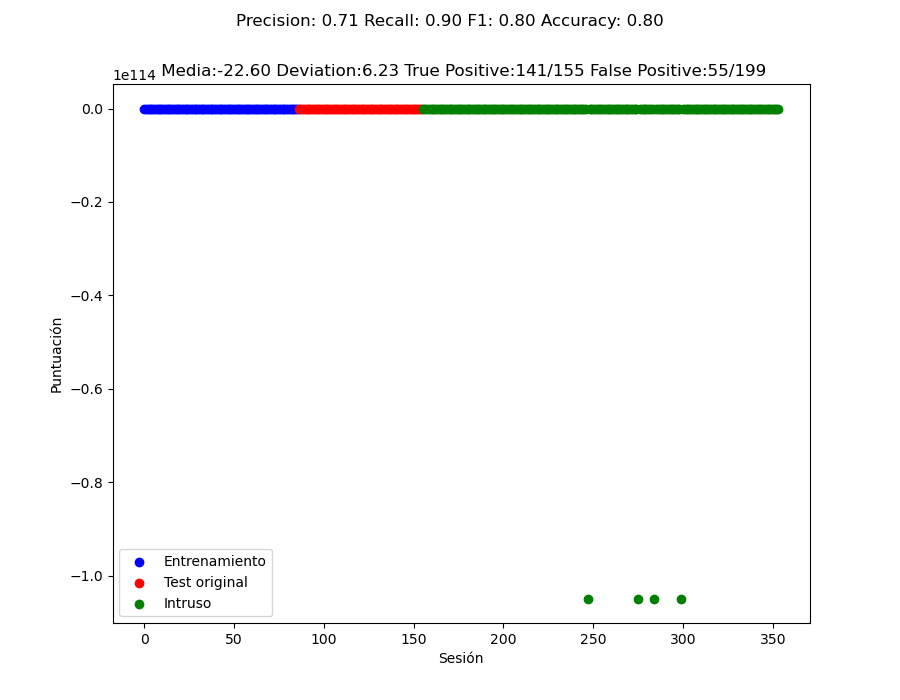 Precision: 0.71 Recall: 0.90 F1: 0.80 Accuracy: 0.80
Media:-22.60 Deviation:6.23 True Positive:141/155 False Positive:55/199
1e114
0.0
−0.2
−0.4
−0.6
−0.8
−1.0
Puntuación
Entrenamiento
Test original
Intruso
0 50 100 150 200 250 300 350
Sesión